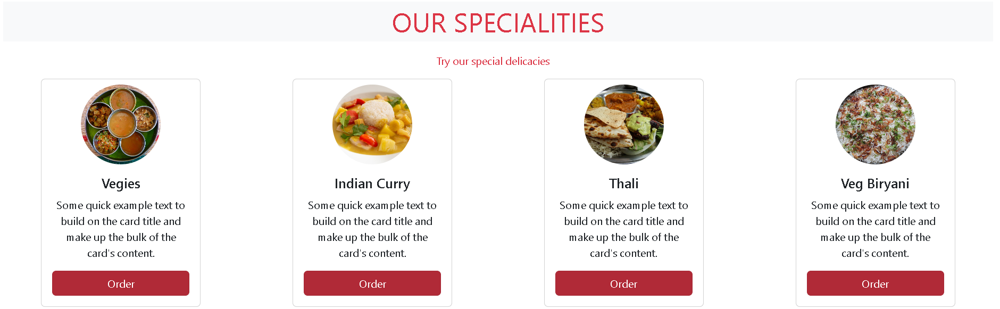 OUR SPECIALITIES
Try our special delicacies
Vegies
Some quick example text to
build on the card title and
make up the bulk of the
card's content.
Order
Indian Curry
Some quick example text to
build on the card title and
make up the bulk of the
card's content.
Order
Thali
Some quick example text to
build on the card title and
make up the bulk of the
card's content.
Order
Veg Biryani
Some quick example text to
build on the card title and
make up the bulk of the
card's content.
Order